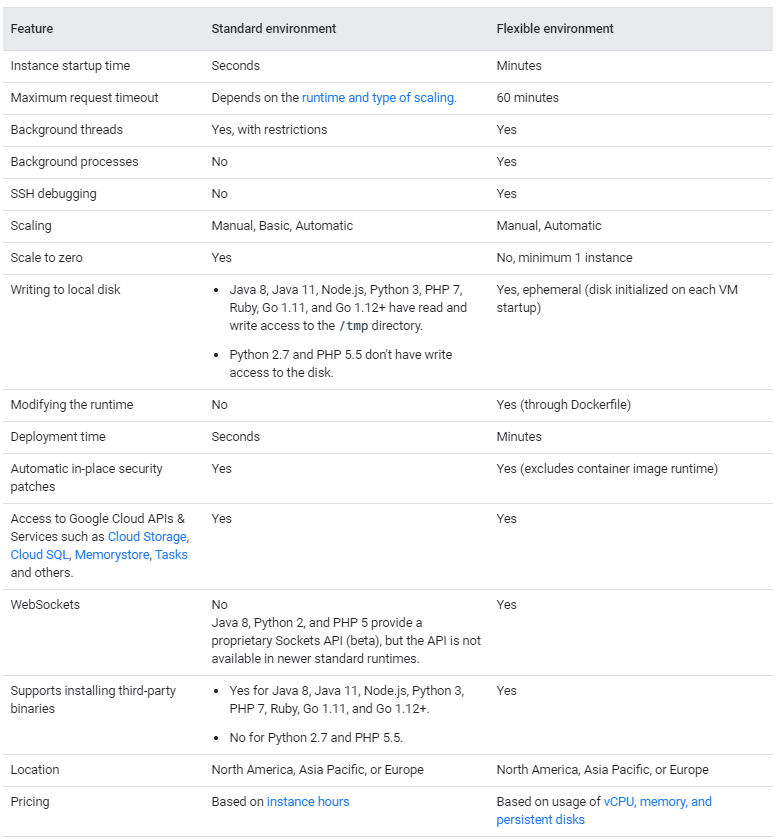 Feature Standard environment Flexible environment
Instance startup time Seconds Minutes
Maximum request timeout Depends on the runtime and type of scaling. 60 minutes
Background threads Yes, with restrictions Yes
Background processes No Yes
SSH debugging No Yes
Scaling Manual, Basic, Automatic Manual, Automatic
Scale to zero Yes No, minimum 1 instance
Writing to local disk
• Java 8, Java 11, Node.js, Python 3, PHP 7,
Ruby, Go 1.11, and Go 1.12+ have read and
write access to the /tmp directory.
• Python 2.7 and PHP 5.5 don't have write
access to the disk.
Yes, ephemeral (disk initialized on each VM
startup)
Modifying the runtime No Yes (through Dockerfile)
Deployment time Seconds Minutes
Automatic in-place security
patches
Yes
Yes (excludes container image runtime)
Access to Google Cloud APIs &
Services such as Cloud Storage,
Cloud SQL, Memorystore, Tasks
and others.
Yes
Yes
WebSockets
No
Java 8, Python 2, and PHP 5 provide a
proprietary Sockets API (beta), but the API is not
available in newer standard runtimes.
Yes
Supports installing third-party
binaries
• Yes for Java 8, Java 11, Node.js, Python 3,
PHP 7, Ruby, Go 1.11, and Go 1.12+.
• No for Python 2.7 and PHP 5.5.
Yes
Location North America, Asia Pacific, or Europe North America, Asia Pacific, or Europe
Pricing
Based on instance hours
Based on usage of vCPU, memory, and
persistent disks